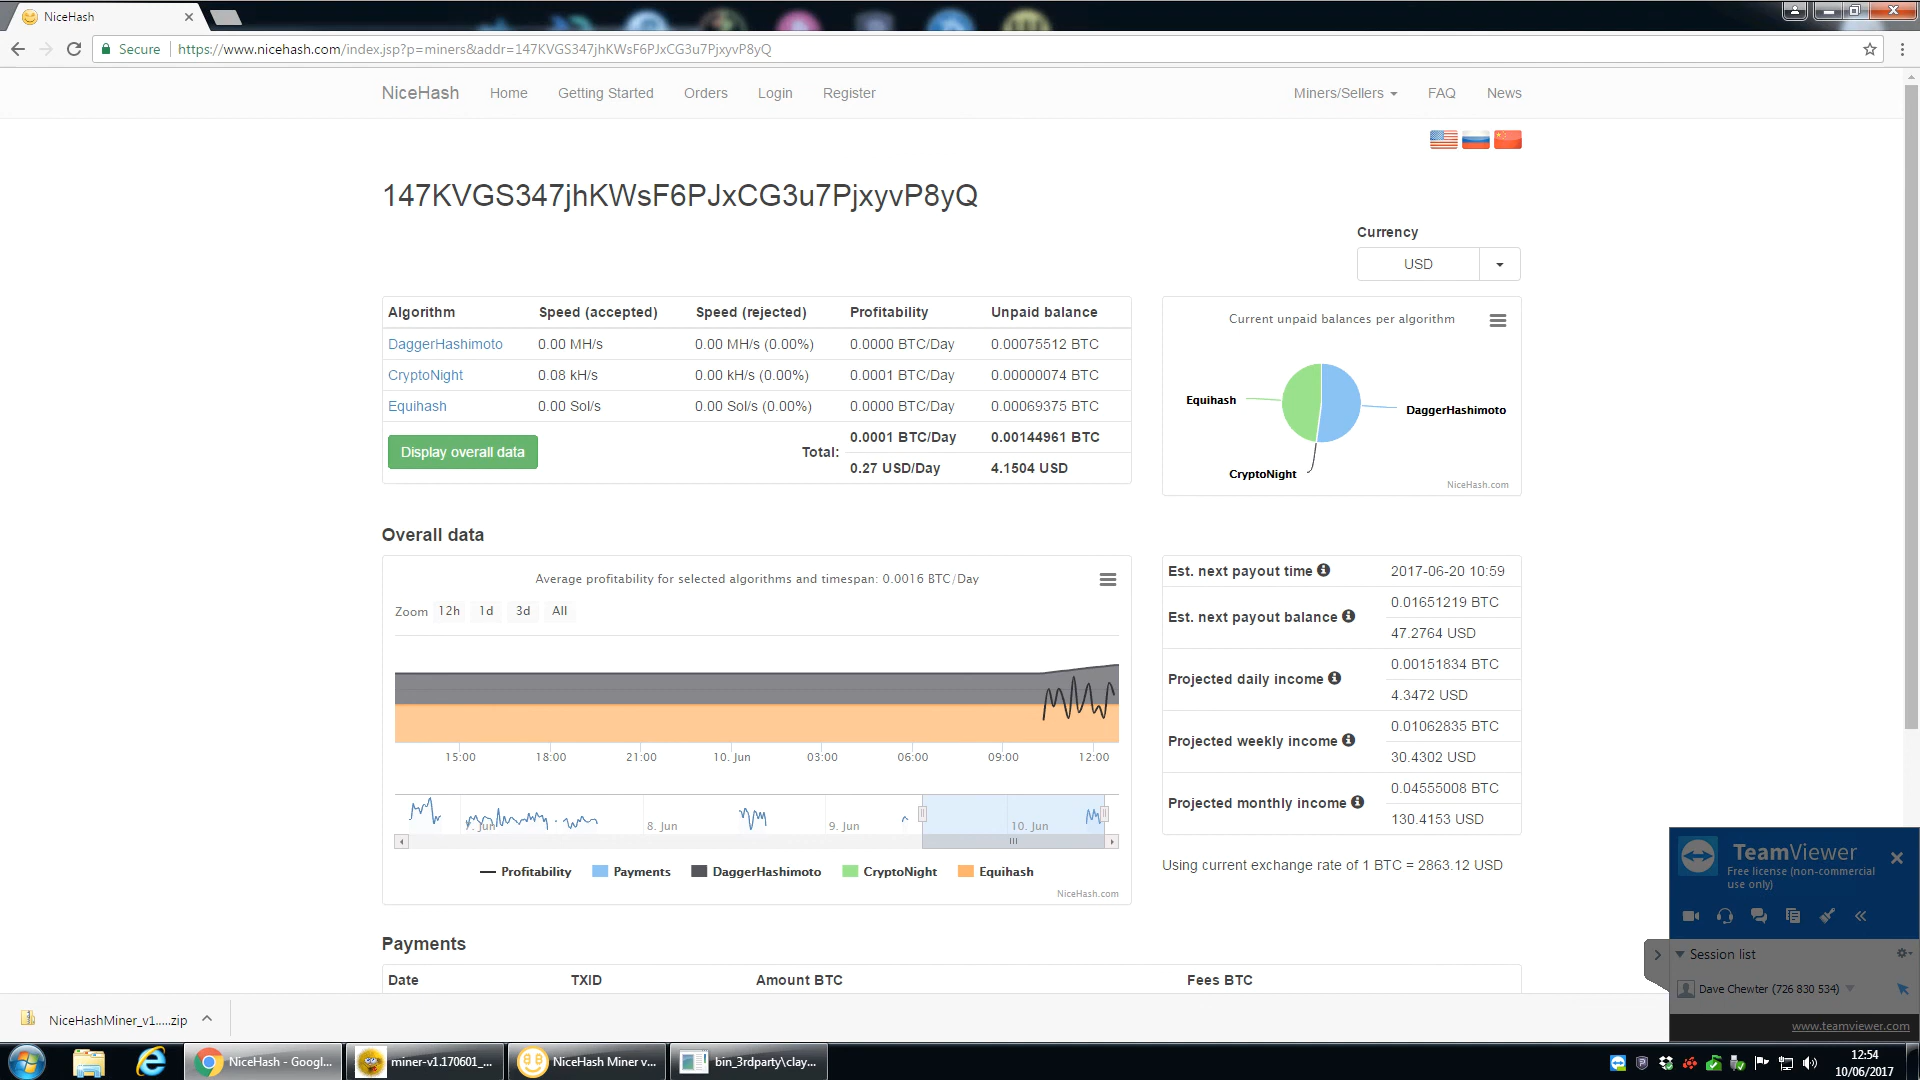 NiceHash
Secure
https://www.nicehash.com/index.jsp?p=miners&addr=147KVGS347jhKWsF6PJxCG3u7PjxyvP8yQ
NiceHash Home Getting Started Orders Login Register Miners/Sellers FAQ News
147KVGS347jhKWsF6PJxCG3u7PjxyvP8yQ
Currency
USD
Algorithm Speed (accepted) Speed (rejected) Profitability Unpaid balance
DaggerHashimoto 0.00 MH/s 0.00 MH/s (0.00%) 0.0000 BTC/Day 0.00075512 BTC
CryptoNight 0.08 kH/s 0.00 kH/s (0.00%) 0.0001 BTC/Day 0.00000074 BTC
Equihash 0.00 Sol/s 0.00 Sol/s (0.00%) 0.0000 BTC/Day 0.00069375 BTC
Display overall data
Total:
0.0001 BTC/Day 0.00144961 BTC
0.27 USD/Day 4.1504 USD
Current unpaid balances per algorithm
Equihash
DaggerHashimoto
CryptoNight
NiceHash.com
Overall data
Average profitability for selected algorithms and timespan: 0.0016 BTC/Day
Zoom 12h 1d 3d All
15:00 18:00 21:00 10. Jun 03:00 06:00 09:00 12:00
7. Jun 8. Jun 9. Jun 10. Jun
Profitability Payments DaggerHashimoto CryptoNight Equihash
NiceHash.com
Est. next payout time 2017-06-20 10:59
Est. next payout balance
0.01651219 BTC
47.2764 USD
Projected daily income
0.00151834 BTC
4.3472 USD
Projected weekly income
0.01062835 BTC
30.4302 USD
Projected monthly income
0.04555008 BTC
130.4153 USD
Using current exchange rate of 1 BTC = 2863.12 USD
Payments
Date TXID Amount BTC Fees BTC
TeamViewer
Free license (non-commercial
use only)
Session list
Dave Chewter (726 830 534)
www.teamviewer.com
NiceHashMiner_v1.....zip
NiceHash - Googl...
miner-v1.170601_...
NiceHash Miner v...
bin_3rdparty\clay...
12:54
10/06/2017